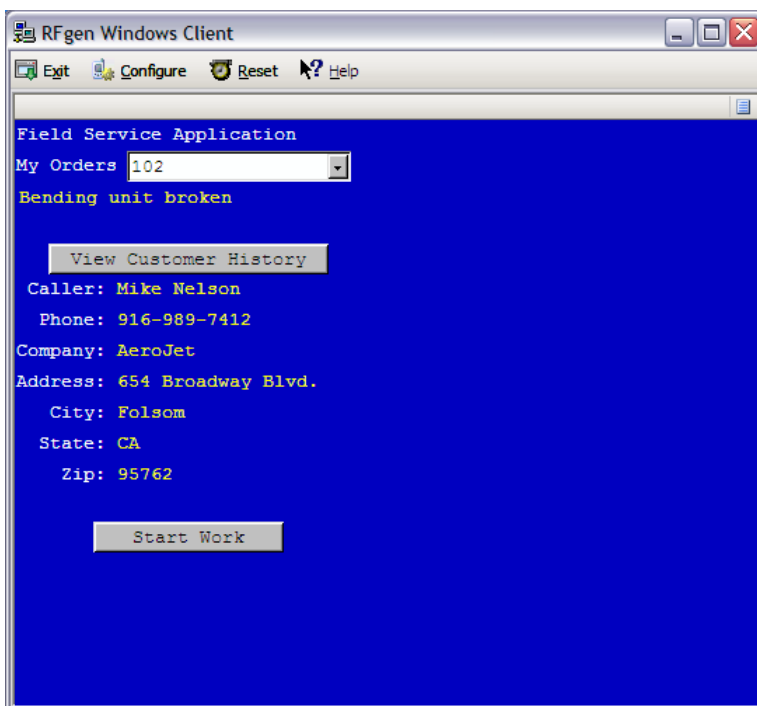 RFgen Windows Client
Exit Configure Reset Help
Field Service Application
My Orders 102
Bending unit broken
View Customer History
Caller: Mike Nelson
Phone: 916-989-7412
Company: AeroJet
Address: 654 Broadway Blvd.
City: Folsom
State: CA
Zip: 95762
Start Work